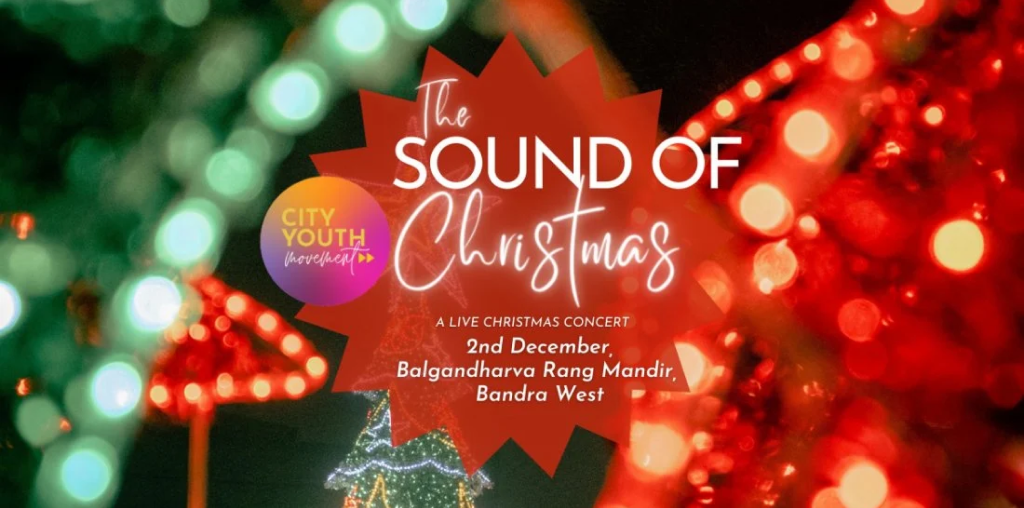 The
SOUND OF
Christmas
CITY
YOUTH
movement
A LIVE CHRISTMAS CONCERT
2nd December,
Balgandharva Rang Mandir,
Bandra West